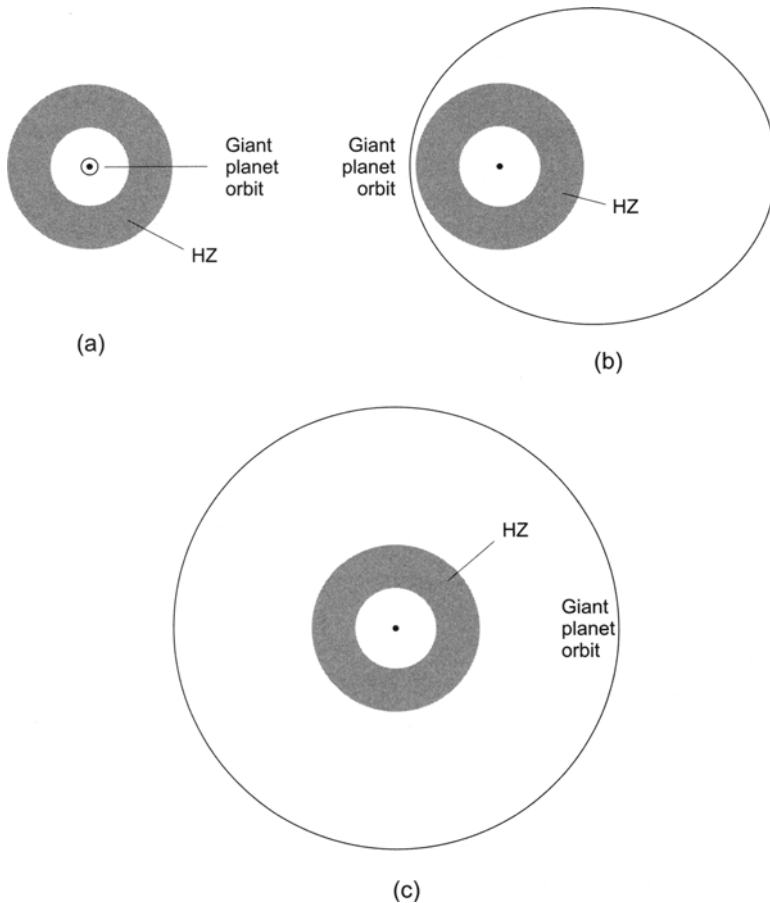 Giant
planet
orbit
HZ
(a)
Giant
planet
orbit
HZ
(b)
HZ
Giant
planet
orbit
(c)